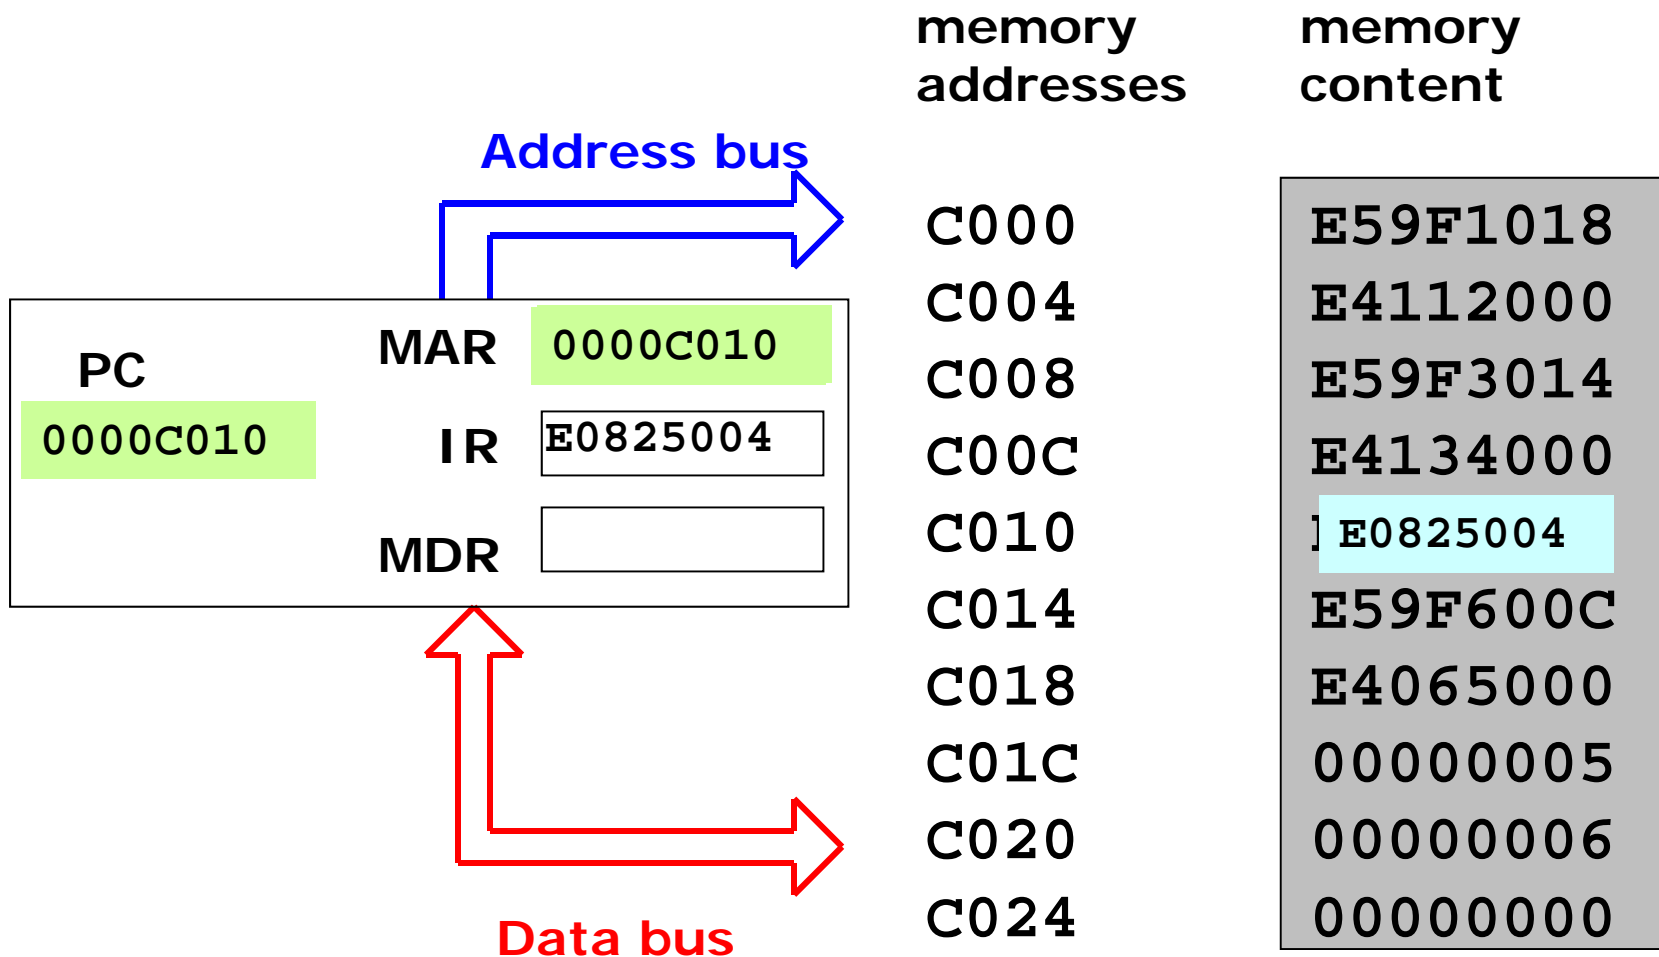 memory addresses
memory content
Address bus
PC
0000C010
MAR 0000C010
IR E0825004
MDR
Data bus
C000 E59F1018
C004 E4112000
C008 E59F3014
C00C E4134000
C010 E0825004
C014 E59F600C
C018 E4065000
C01C 00000005
C020 00000006
C024 00000000